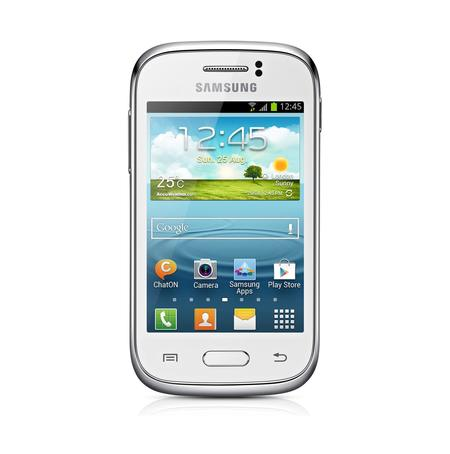 SAMSUNG
12:45
12:45
Sun. 25 Aug.
25°c
London
Sunny
AccuWeather.com
Google
ChatON
Camera
Samsung
Apps
Play Store